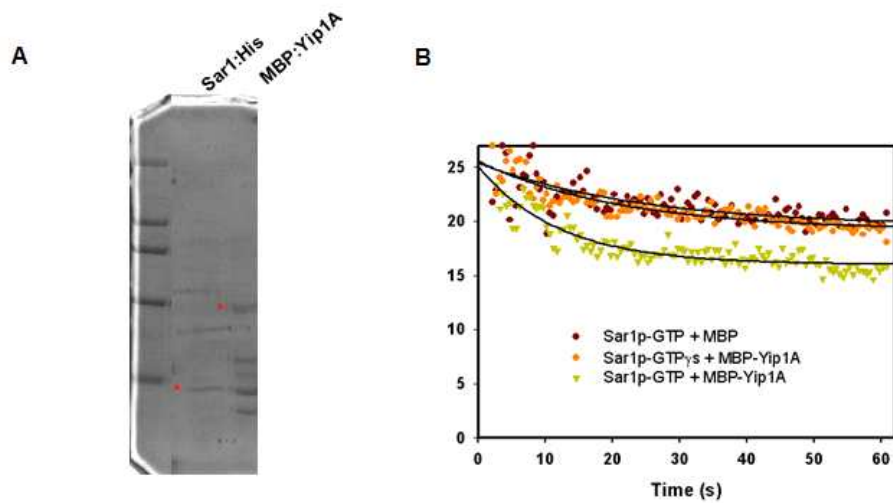 A
Sar1:His
MBP:Yip1A
B
25
20
15
10
5
0
Sar1p-GTP + MBP
Sar1p-GTPγs + MBP-Yip1A
Sar1p-GTP + MBP-Yip1A
0 10 20 30 40 50 60
Time (s)